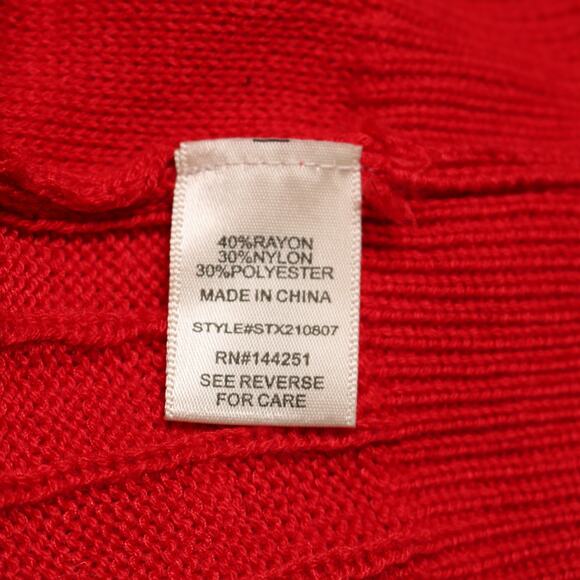 40%RAYON
30%NYLON
30%POLYESTER
MADE IN CHINA
STYLE#STX210807
RN#144251
SEE REVERSE
FOR CARE